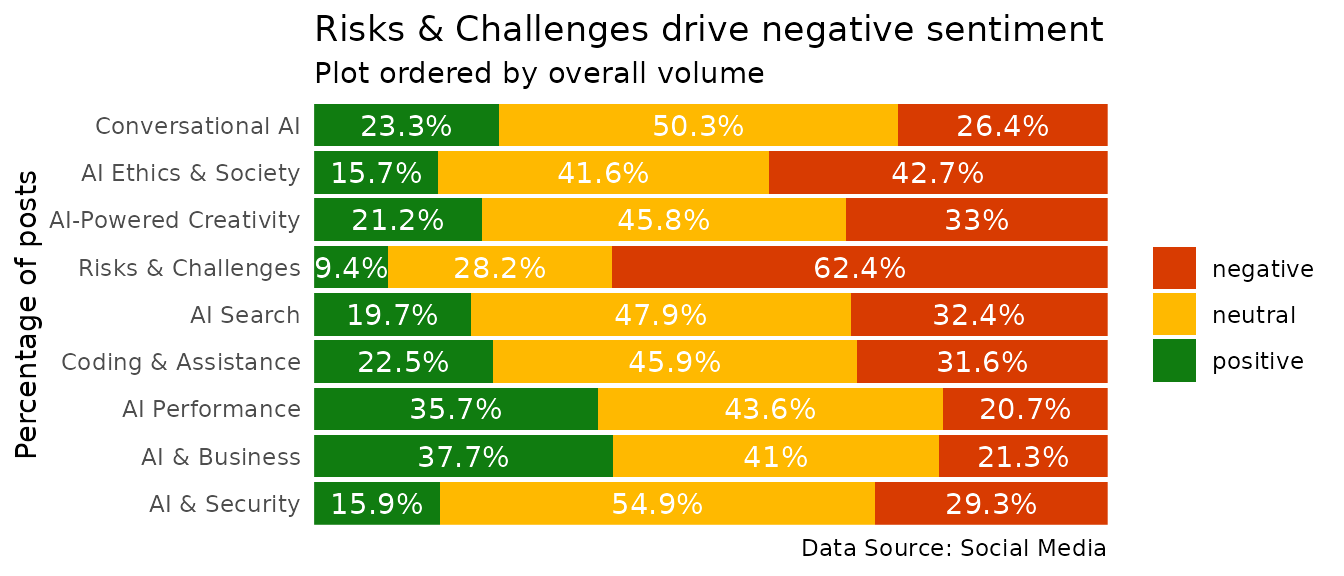 Risks & Challenges drive negative sentiment
Plot ordered by overall volume
Percentage of posts
Conversational AI 23.3% 50.3% 26.4%
AI Ethics & Society 15.7% 41.6% 42.7%
AI-Powered Creativity 21.2% 45.8% 33%
Risks & Challenges 9.4% 28.2% 62.4%
AI Search 19.7% 47.9% 32.4%
Coding & Assistance 22.5% 45.9% 31.6%
AI Performance 35.7% 43.6% 20.7%
AI & Business 37.7% 41% 21.3%
AI & Security 15.9% 54.9% 29.3%
negative
neutral
positive
Data Source: Social Media